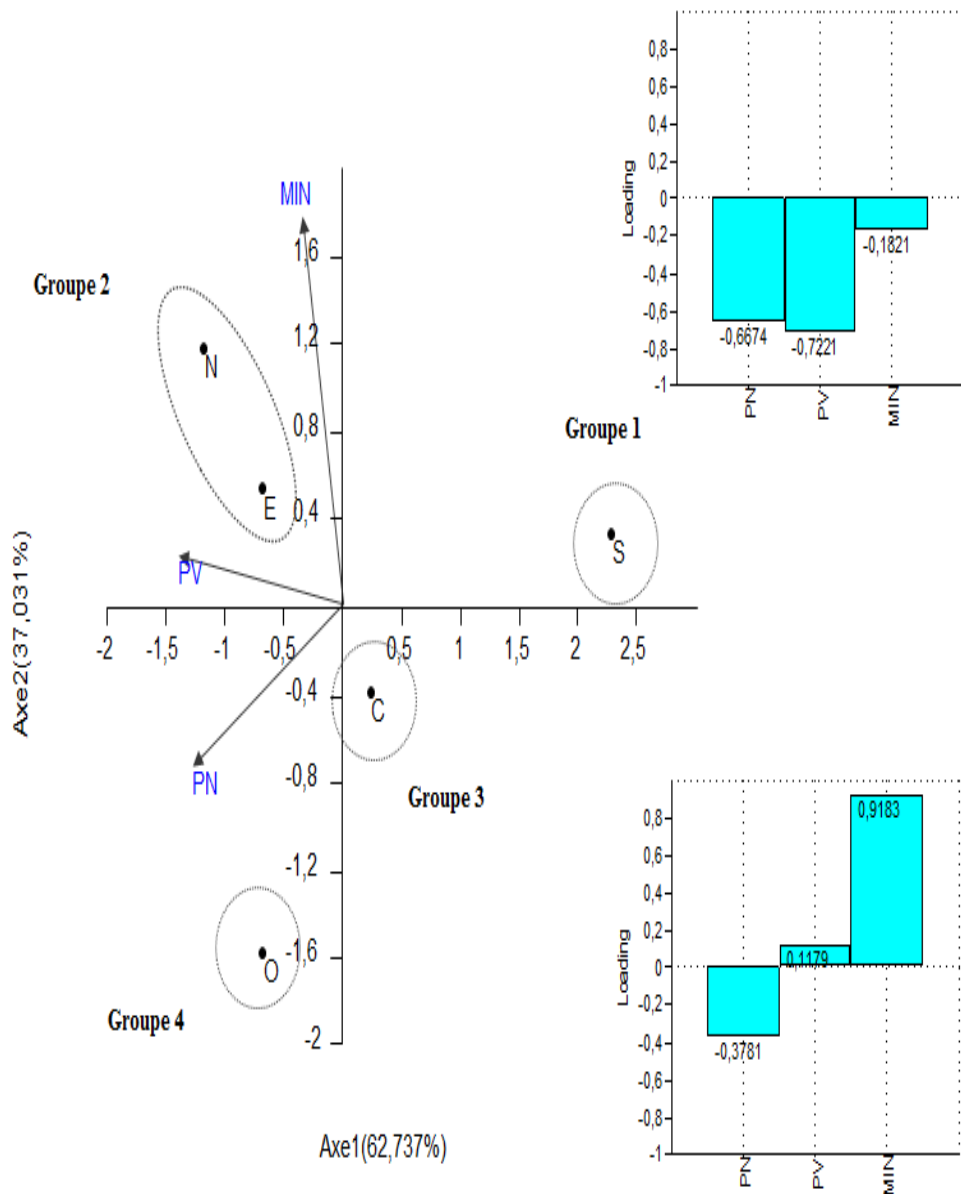 0,8
0,6
0,4
0,2
0
-0,2
-0,4
-0,6
-0,8
-1
Loading
-0,6674
-0,7221
-0,1821
PN
PV
MIN
MIN
1,6
1,2
0,8
0,4
-0,4
-0,8
-1,2
-1,6
-2
Groupe 2
N
E
Groupe 1
S
PV
-2
-1,5
-1
-0,5
0,5
1
1,5
2
2,5
C
PN
Groupe 3
O
Groupe 4
Axe2(37,031%)
Axe1(62,737%)
0,8
0,6
0,4
0,2
0
-0,2
-0,4
-0,6
-0,8
-1
Loading
-0,3781
0,1179
0,9183
PN
PV
MIN